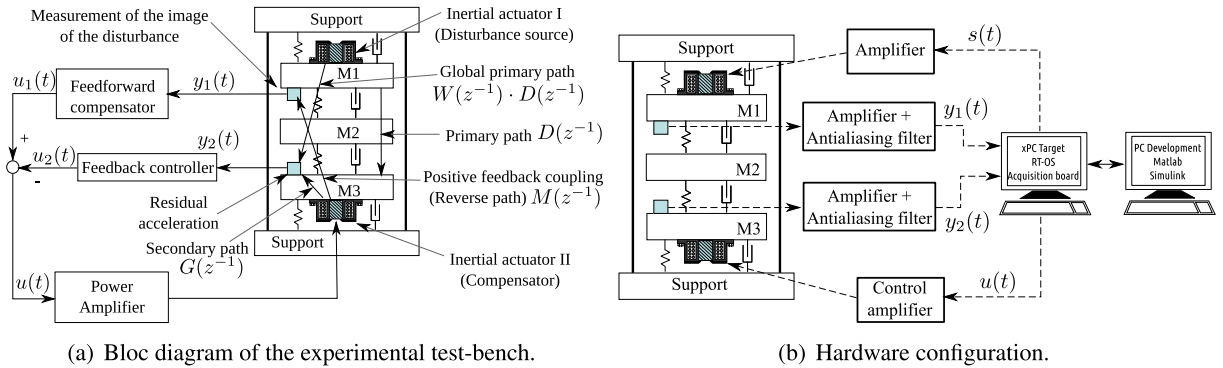 Measurement of the image
of the disturbance
Support
Inertial actuator I
(Disturbance source)
M1
Global primary path
W(z⁻¹) · D(z⁻¹)
u₁(t)
Feedforward
compensator
y₁(t)
M2
Primary path D(z⁻¹)
+
u₂(t)
-
Feedback controller
y₂(t)
M3
Positive feedback coupling
(Reverse path) M(z⁻¹)
Residual
acceleration
Secondary path
G(z⁻¹)
Support
Inertial actuator II
(Compensator)
u(t)
Power
Amplifier
(a) Bloc diagram of the experimental test-bench.
Support
Amplifier
s(t)
M1
Amplifier +
Antialiasing filter
y₁(t)
M2
xPC Target
RT-OS
Acquisition board
PC Development
Matlab
Simulink
Amplifier +
Antialiasing filter
y₂(t)
M3
Support
Control
amplifier
u(t)
(b) Hardware configuration.